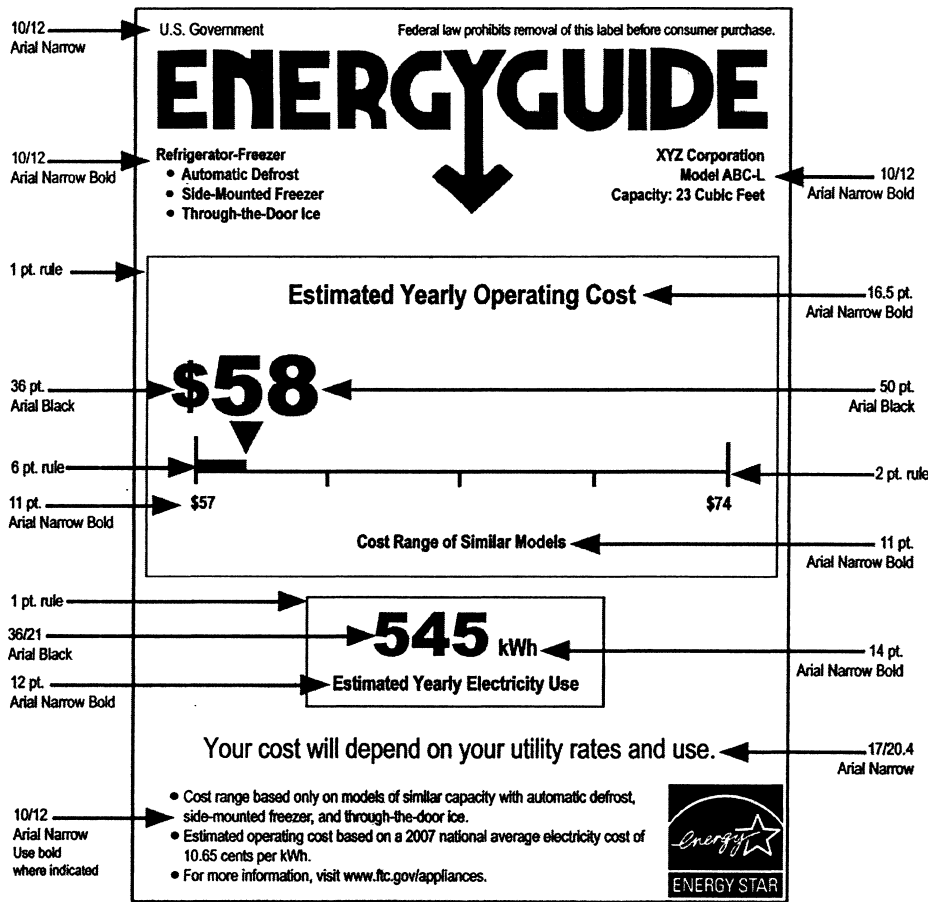 10/12
Arial Narrow
U.S. Government
Federal law prohibits removal of this label before consumer purchase.
ENERGYGUIDE
10/12
Arial Narrow Bold
Refrigerator-Freezer
• Automatic Defrost
• Side-Mounted Freezer
• Through-the-Door Ice
XYZ Corporation
Model ABC-L
Capacity: 23 Cubic Feet
10/12
Arial Narrow Bold
1 pt. rule
Estimated Yearly Operating Cost
16.5 pt.
Arial Narrow Bold
36 pt.
Arial Black
$58
50 pt.
Arial Black
6 pt. rule
2 pt. rule
11 pt.
Arial Narrow Bold
$57
$74
Cost Range of Similar Models
11 pt.
Arial Narrow Bold
1 pt. rule
36/21
Arial Black
545 kWh
14 pt.
Arial Narrow Bold
12 pt.
Arial Narrow Bold
Estimated Yearly Electricity Use
Your cost will depend on your utility rates and use.
17/20.4
Arial Narrow
10/12
Arial Narrow
Use bold
where indicated
• Cost range based only on models of similar capacity with automatic defrost,
side-mounted freezer, and through-the-door ice.
• Estimated operating cost based on a 2007 national average electricity cost of
10.65 cents per kWh.
• For more information, visit www.ftc.gov/appliances.
energy
ENERGY STAR